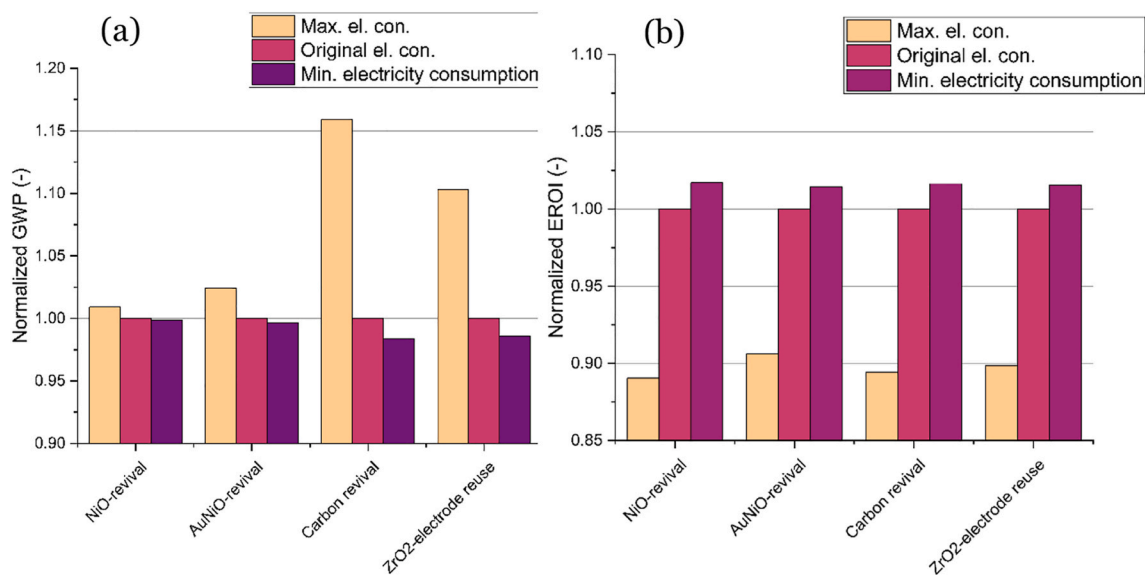 (a)
Max. el. con.
Original el. con.
Min. electricity consumption
Normalized GWP (-)
1.20
1.15
1.10
1.05
1.00
0.95
0.90
NiO-revival
AuNiO-revival
Carbon revival
ZrO2-electrode reuse
(b)
Max. el. con.
Original el. con.
Min. electricity consumption
Normalized EROI (-)
1.10
1.05
1.00
0.95
0.90
0.85
NiO-revival
AuNiO-revival
Carbon revival
ZrO2-electrode reuse